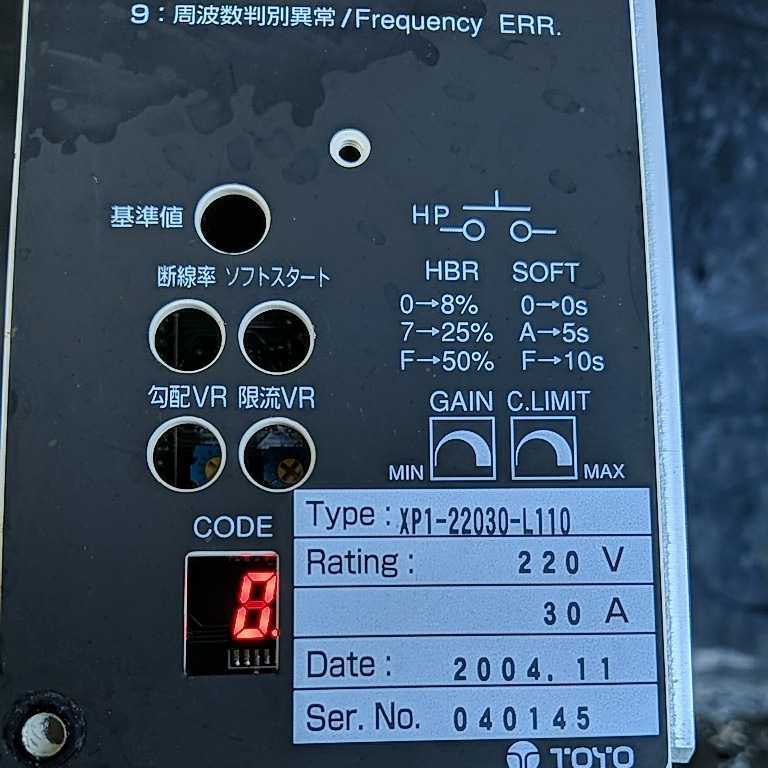 9：周波数判別異常/Frequency ERR.
基準値
HP
断線率 ソフトスタート
HBR SOFT
0→8% 0→0s
7→25% A→5s
F→50% F→10s
勾配VR 限流VR
GAIN C.LIMIT
MIN MAX
CODE
8.
Type : XP1-22030-L110
Rating : 220 V
30 A
Date : 2004.11
Ser. No. 040145
TOYO